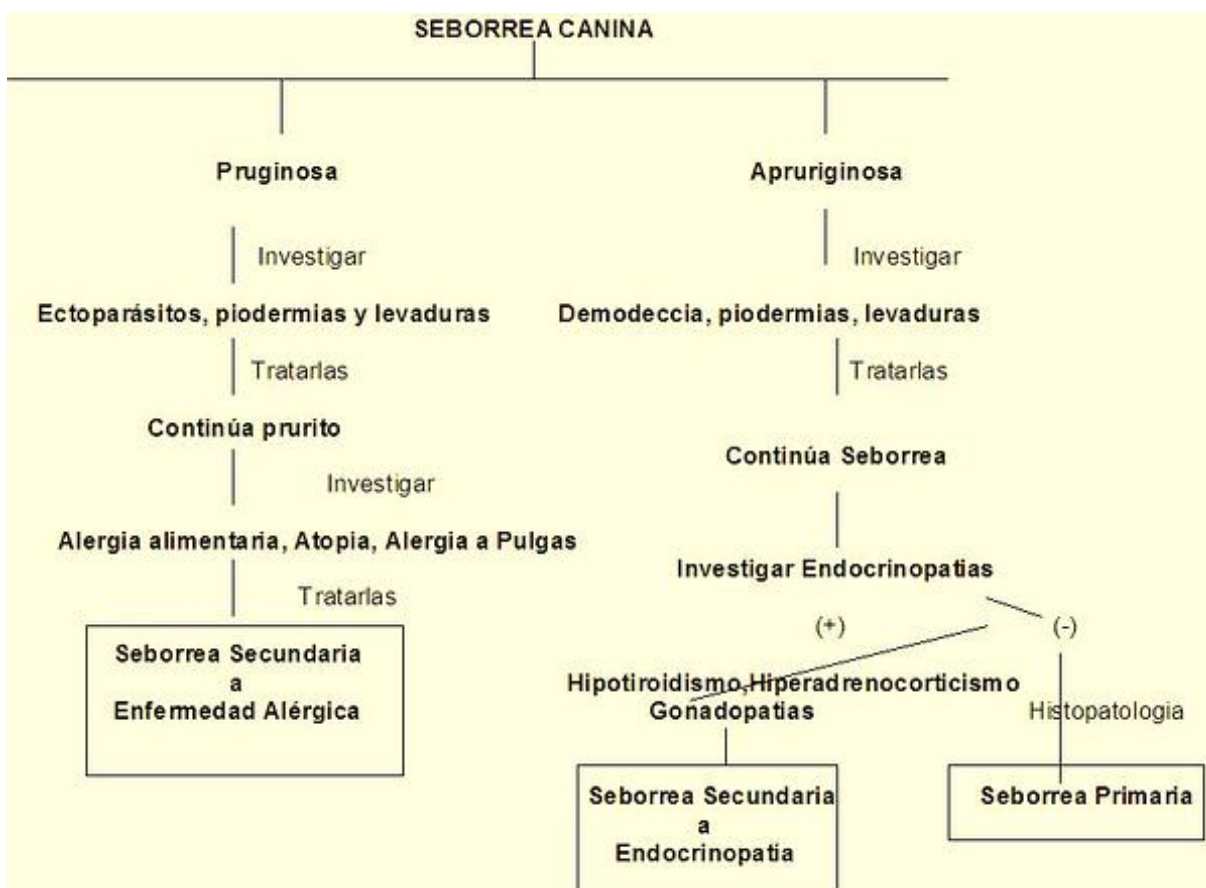 SEBORREA CANINA
Pruginosa
Apruriginosa
Investigar
Investigar
Ectoparásitos, piodermias y levaduras
Demodeccia, piodermias, levaduras
Tratarlas
Tratarlas
Continúa prurito
Continúa Seborrea
Investigar
Alergia alimentaria, Atopia, Alergia a Pulgas
Investigar Endocrinopatias
Tratarlas
(+)
(-)
Seborrea Secundaria
a
Enfermedad Alérgica
Hipotiroidismo,Hiperadrenocorticismo
Gonadopatias
Histopatologia
Seborrea Secundaria
a
Endocrinopatia
Seborrea Primaria